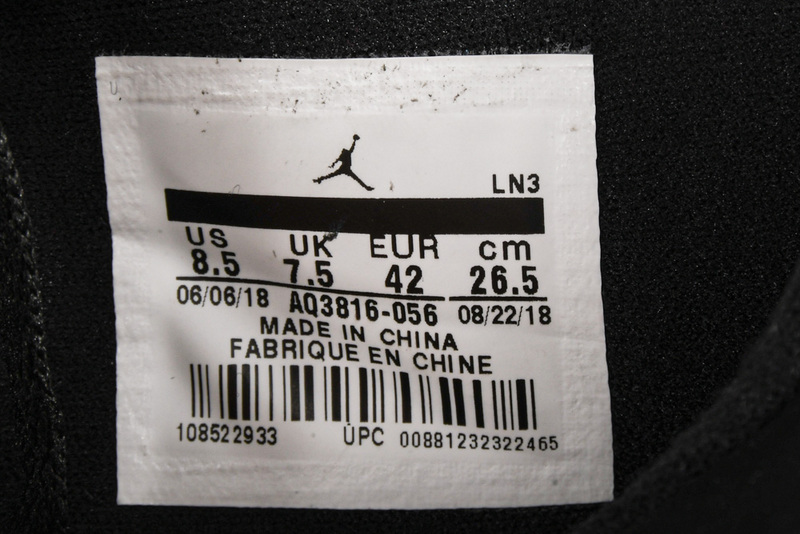 LN3
US UK EUR cm
8.5 7.5 42 26.5
06/06/18 AQ3816-056 08/22/18
MADE IN CHINA
FABRIQUE EN CHINE
108522933 UPC 00881232322465